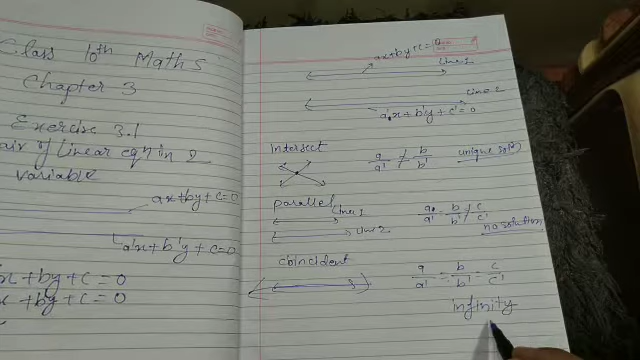 Class 10th Maths
Chapter 3
Exercise 3.1
air of linear eqn in 2
variable
ax+by+c=0
a'x+b'y+c=0
x+by+c=0
x+by+c=0
ax+by+c=0
Line 1
Line 2
a'x+b'y+c'=0
Intersect
a/a' ≠ b/b' unique sol
parallel
Line 1
Line 2
a/a' = b/b' ≠ c/c'
no solution
coincident
a/a' = b/b' = c/c'
infinity